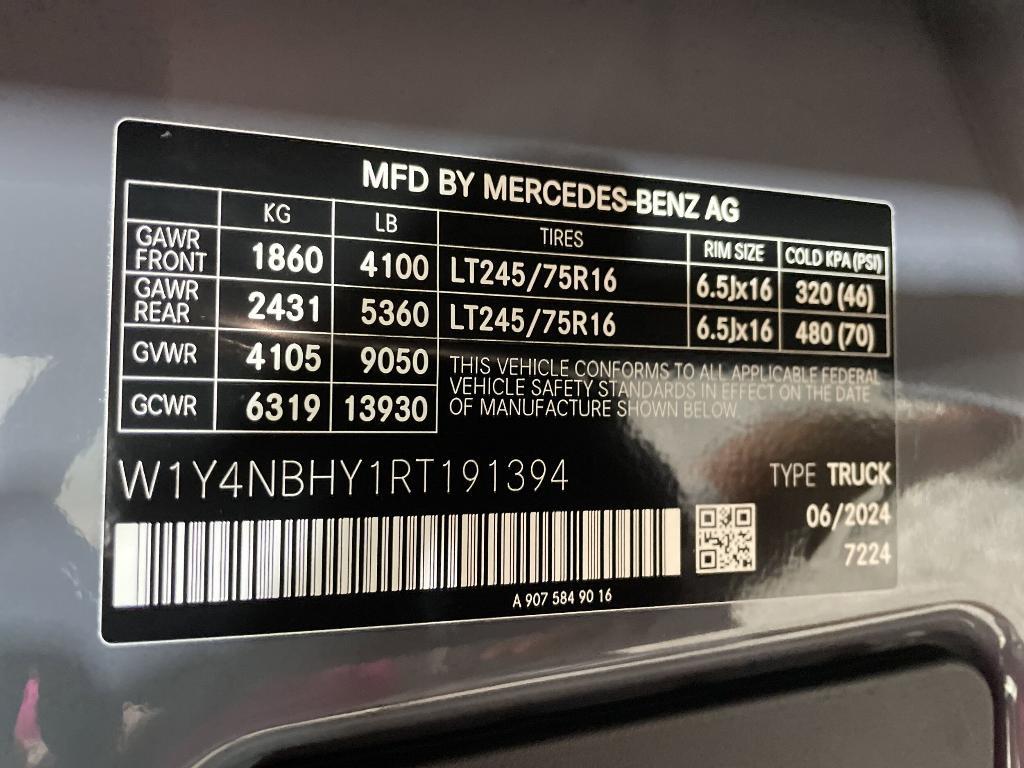 MFD BY MERCEDES-BENZ AG
KG LB TIRES RIM SIZE COLD KPA (PSI)
GAWR FRONT 1860 4100 LT245/75R16 6.5Jx16 320 (46)
GAWR REAR 2431 5360 LT245/75R16 6.5Jx16 480 (70)
GVWR 4105 9050
GCWR 6319 13930
THIS VEHICLE CONFORMS TO ALL APPLICABLE FEDERAL
VEHICLE SAFETY STANDARDS IN EFFECT ON THE DATE
OF MANUFACTURE SHOWN BELOW.
W1Y4NBHY1RT191394
TYPE TRUCK
06/2024
7224
A 907 584 90 16